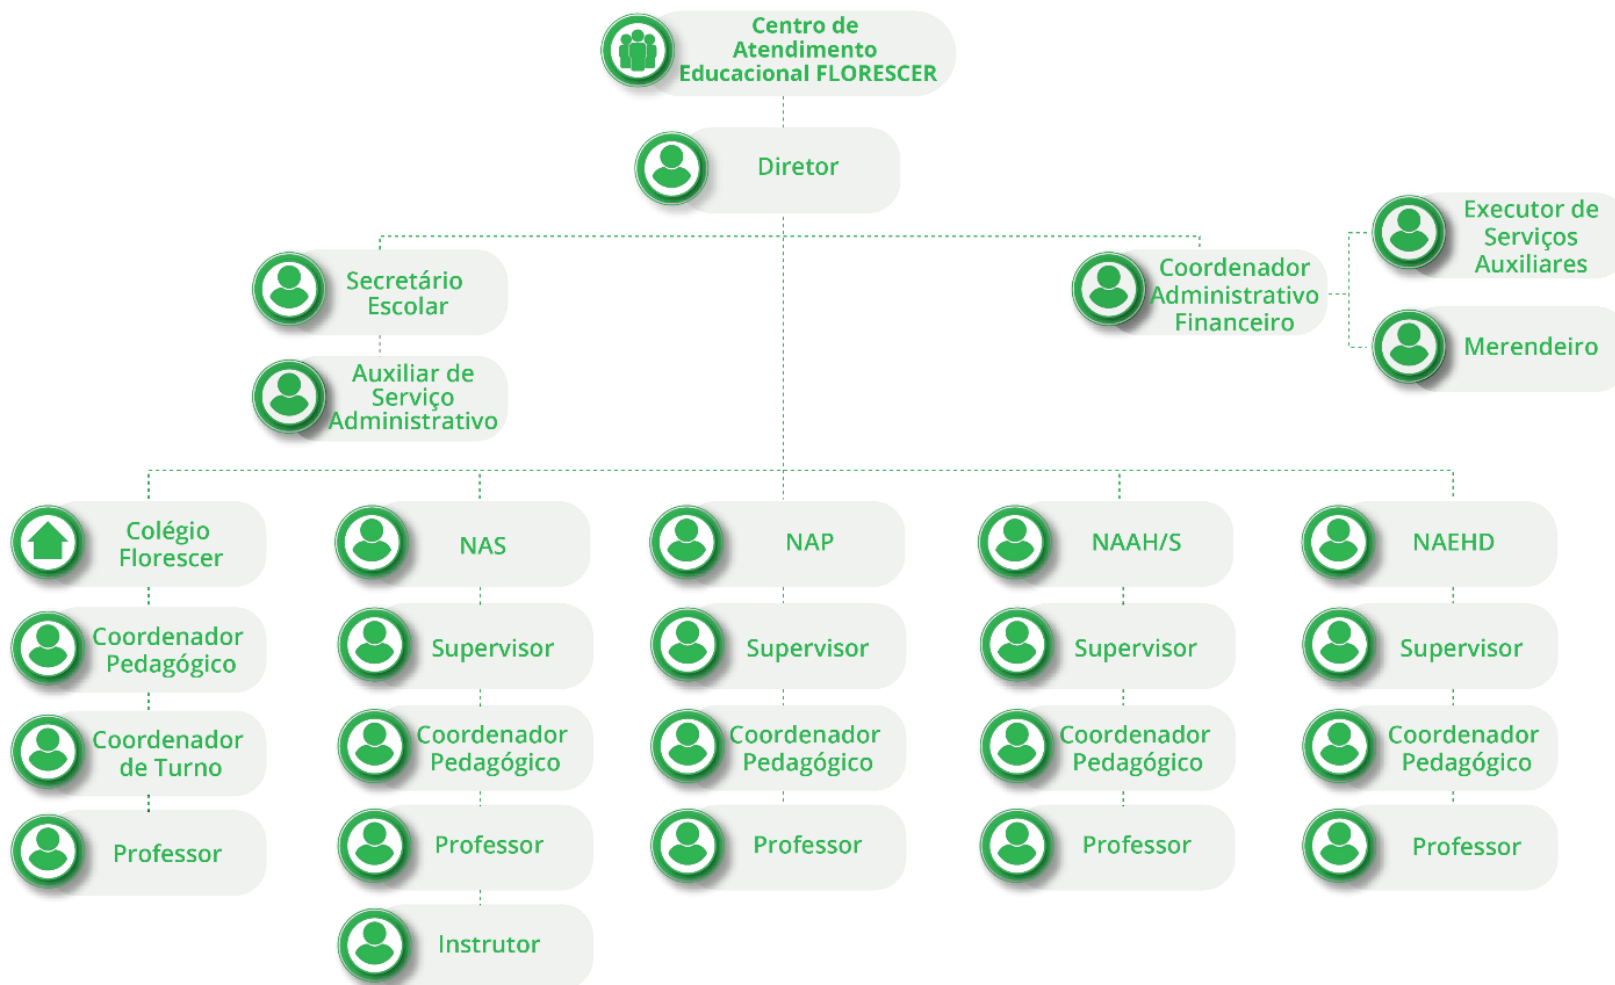 Centro de
Atendimento
Educacional FLORESCER
Diretor
Secretário
Escolar
Auxiliar de
Serviço
Administrativo
Coordenador
Administrativo
Financeiro
Executor de
Serviços
Auxiliares
Merendeiro
Colégio
Florescer
Coordenador
Pedagógico
Coordenador
de Turno
Professor
NAS
Supervisor
Coordenador
Pedagógico
Professor
Instrutor
NAP
Supervisor
Coordenador
Pedagógico
Professor
NAAH/S
Supervisor
Coordenador
Pedagógico
Professor
NAEHD
Supervisor
Coordenador
Pedagógico
Professor